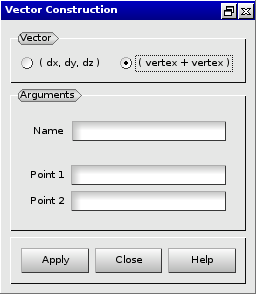 Vector Construction
Vector
( dx, dy, dz )
( vertex + vertex )
Arguments
Name
Point 1
Point 2
Apply
Close
Help